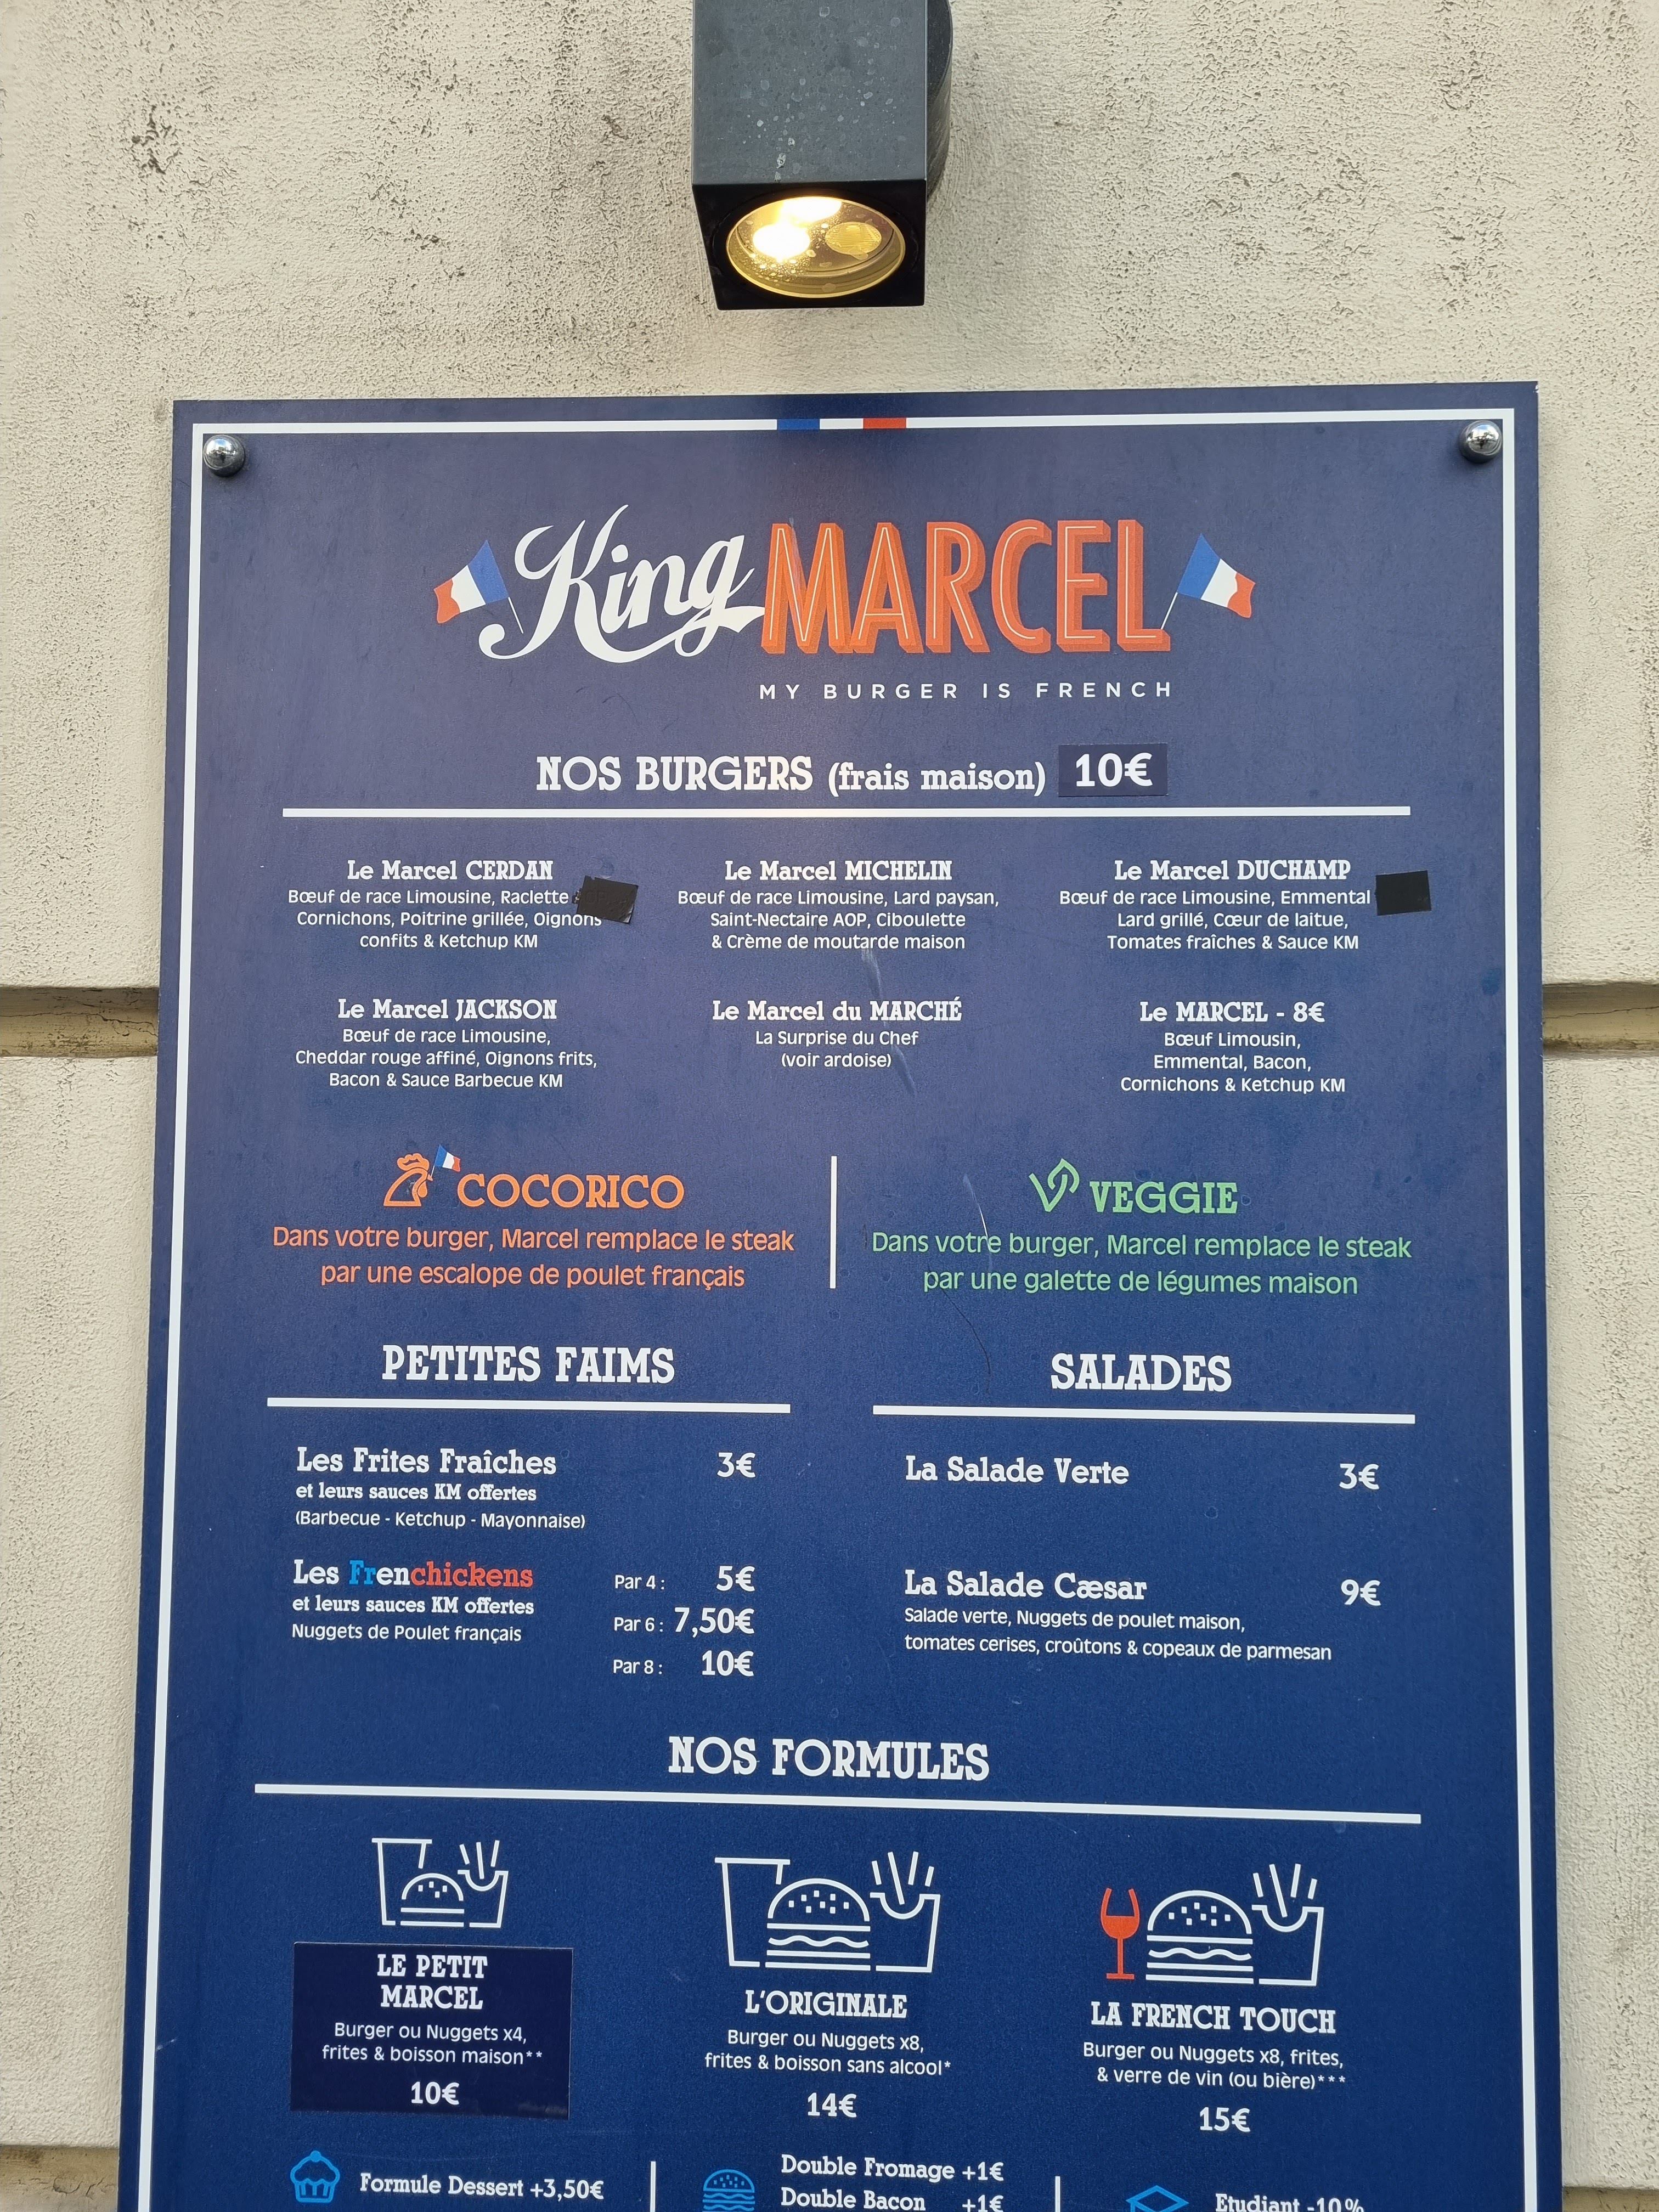 King MARCEL
MY BURGER IS FRENCH
NOS BURGERS (frais maison) 10€
Le Marcel CERDAN
Bœuf de race Limousine, Raclette
Cornichons, Poitrine grillée, Oignons
confits & Ketchup KM
Le Marcel MICHELIN
Bœuf de race Limousine, Lard paysan,
Saint-Nectaire AOP, Ciboulette
& Crème de moutarde maison
Le Marcel DUCHAMP
Bœuf de race Limousine, Emmental
Lard grillé, Cœur de laitue,
Tomates fraîches & Sauce KM
Le Marcel JACKSON
Bœuf de race Limousine,
Cheddar rouge affiné, Oignons frits,
Bacon & Sauce Barbecue KM
Le Marcel du MARCHÉ
La Surprise du Chef
(voir ardoise)
Le MARCEL - 8€
Bœuf Limousin,
Emmental, Bacon,
Cornichons & Ketchup KM
COCORICO
Dans votre burger, Marcel remplace le steak
par une escalope de poulet français
VEGGIE
Dans votre burger, Marcel remplace le steak
par une galette de légumes maison
PETITES FAIMS
Les Frites Fraîches 3€
et leurs sauces KM offertes
(Barbecue - Ketchup - Mayonnaise)
Les Frenchickens
et leurs sauces KM offertes
Nuggets de Poulet français
Par 4 : 5€
Par 6 : 7,50€
Par 8 : 10€
SALADES
La Salade Verte 3€
La Salade Cæsar 9€
Salade verte, Nuggets de poulet maison,
tomates cerises, croûtons & copeaux de parmesan
NOS FORMULES
LE PETIT
MARCEL
Burger ou Nuggets x4,
frites & boisson maison**
10€
L'ORIGINALE
Burger ou Nuggets x8,
frites & boisson sans alcool*
14€
LA FRENCH TOUCH
Burger ou Nuggets x8, frites,
& verre de vin (ou bière)***
15€
Formule Dessert +3,50€
Double Fromage +1€
Double Bacon +1€
Etudiant -10%